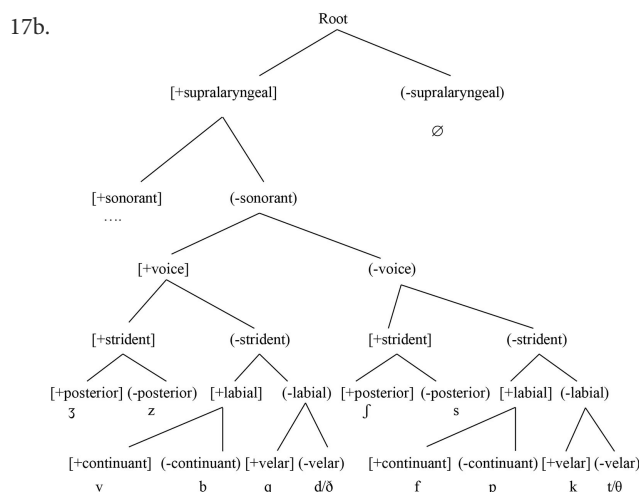 17b.
Root
[+supralaryngeal] (-supralaryngeal)
∅
[+sonorant] (-sonorant)
....
[+voice] (-voice)
[+strident] (-strident) [+strident] (-strident)
[+posterior] (-posterior) [+labial] (-labial) [+posterior] (-posterior) [+labial] (-labial)
ʒ z ʃ s
[+continuant] (-continuant) [+velar] (-velar) [+continuant] (-continuant) [+velar] (-velar)
v b g d/ð f p k t/θ